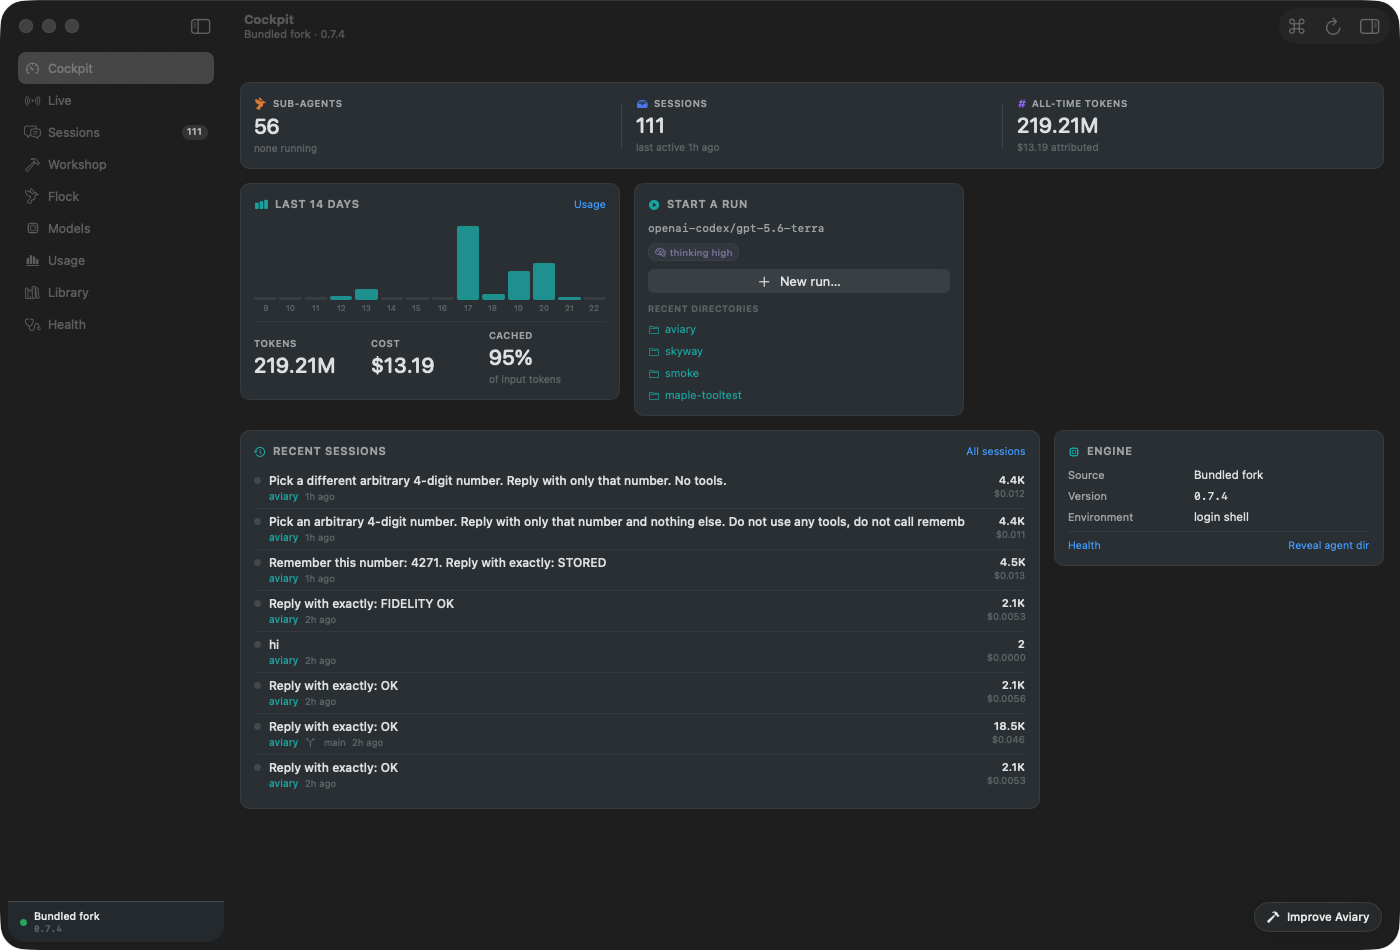 Cockpit
Bundled fork · 0.7.4
Cockpit
Live
Sessions 111
Workshop
Flock
Models
Usage
Library
Health
SUB-AGENTS
56
none running
SESSIONS
111
last active 1h ago
# ALL-TIME TOKENS
219.21M
$13.19 attributed
LAST 14 DAYS Usage
9 10 11 12 13 14 15 16 17 18 19 20 21 22
TOKENS
219.21M
COST
$13.19
CACHED
95%
of input tokens
START A RUN
openai-codex/gpt-5.6-terra
thinking high
+ New run...
RECENT DIRECTORIES
aviary
skyway
smoke
maple-tooltest
RECENT SESSIONS All sessions
Pick a different arbitrary 4-digit number. Reply with only that number. No tools. 4.4K
aviary 1h ago $0.012
Pick an arbitrary 4-digit number. Reply with only that number and nothing else. Do not use any tools, do not call rememb 4.4K
aviary 1h ago $0.011
Remember this number: 4271. Reply with exactly: STORED 4.5K
aviary 1h ago $0.013
Reply with exactly: FIDELITY OK 2.1K
aviary 2h ago $0.0053
hi 2
aviary 2h ago $0.0000
Reply with exactly: OK 2.1K
aviary 2h ago $0.0056
Reply with exactly: OK 18.5K
aviary main 2h ago $0.046
Reply with exactly: OK 2.1K
aviary 2h ago $0.0053
ENGINE
Source Bundled fork
Version 0.7.4
Environment login shell
Health Reveal agent dir
Bundled fork
0.7.4
Improve Aviary